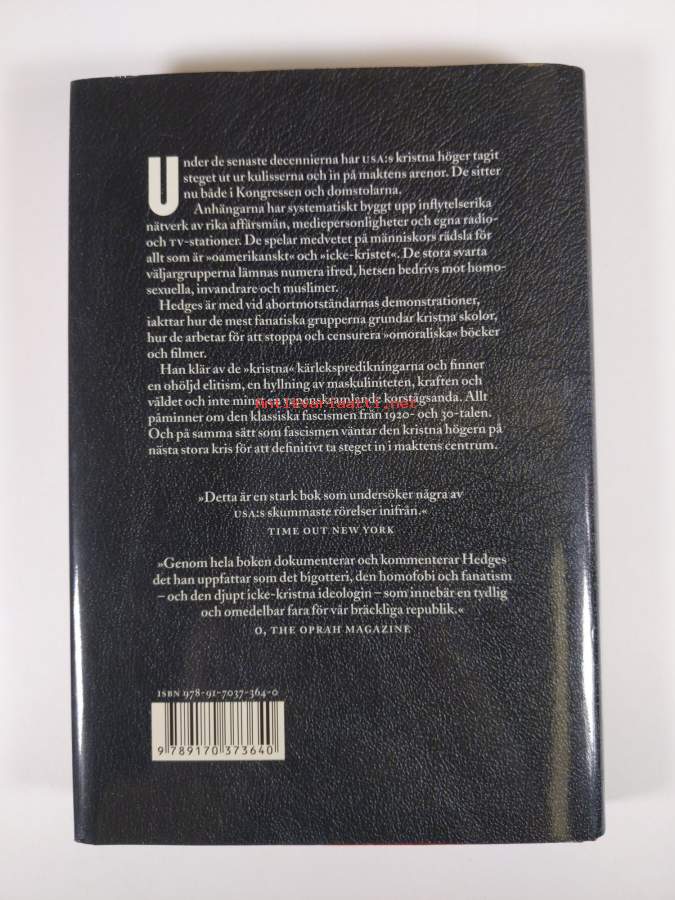 Under de senaste decennierna har USA:s kristna höger tagit
steget ut ur kulisserna och in på maktens arenor. De sitter
nu både i Kongressen och domstolarna.
Anhängarna har systematiskt byggt upp inflytelserika
nätverk av rika affärsmän, mediepersonligheter och egna radio-
och TV-stationer. De spelar medvetet på människors rädsla för
allt som är »oamerikanskt« och »icke-kristet«. De stora svarta
väljargrupperna lämnas numera ifred, hetsen bedrivs mot homo-
sexuella, invandrare och muslimer.
Hedges är med vid abortmotståndarnas demonstrationer,
iakttar hur de mest fanatiska grupperna grundar kristna skolor,
hur de arbetar för att stoppa och censurera »omoraliska« böcker
och filmer.
Han klär av de »kristna« kärlekspredikningarna och finner
en ohöljd elitism, en hyllning av maskuliniteten, kraften och
våldet och inte minst korstågsanda. Allt
Antikvariaatti.net
påminner om den klassiska fascismen från 1920- och 30-talen.
Och på samma sätt som fascismen väntar den kristna högern på
nästa stora kris för att definitivt ta steget in i maktens centrum.
»Detta är en stark bok som undersöker några av
USA:s skummaste rörelser inifrån.«
TIME OUT NEW YORK
»Genom hela boken dokumenterar och kommenterar Hedges
det han uppfattar som det bigotteri, den homofobi och fanatism
– och den djupt icke-kristna ideologin – som innebär en tydlig
och omedelbar fara för vår bräckliga republik.«
O, THE OPRAH MAGAZINE
ISBN 978-91-7037-364-0
9 789170 373640